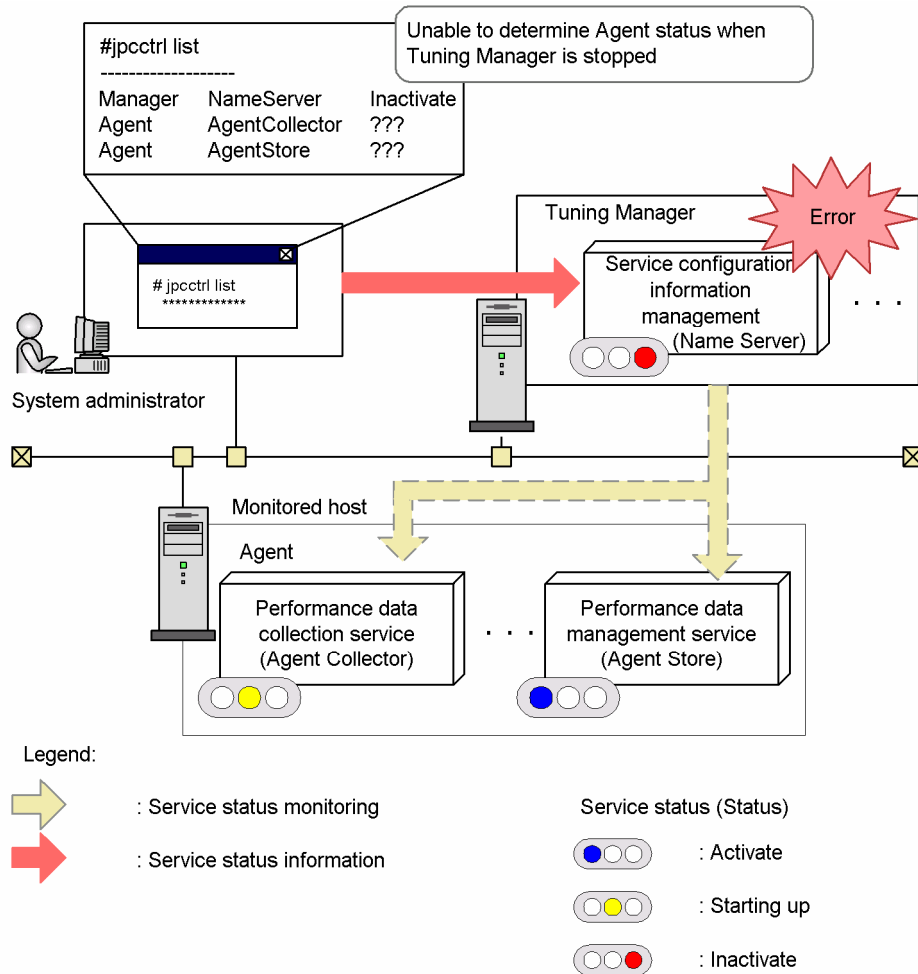 #jpcctrl list
-------------------
Manager NameServer Inactivate
Agent AgentCollector ???
Agent AgentStore ???
Unable to determine Agent status when
Tuning Manager is stopped
# jpcctrl list
*************
System administrator
Tuning Manager
Error
Service configuration
information
management
(Name Server)
. . .
Monitored host
Agent
Performance data
collection service
(Agent Collector)
. . .
Performance data
management service
(Agent Store)
Legend:
: Service status monitoring
: Service status information
Service status (Status)
: Activate
: Starting up
: Inactivate